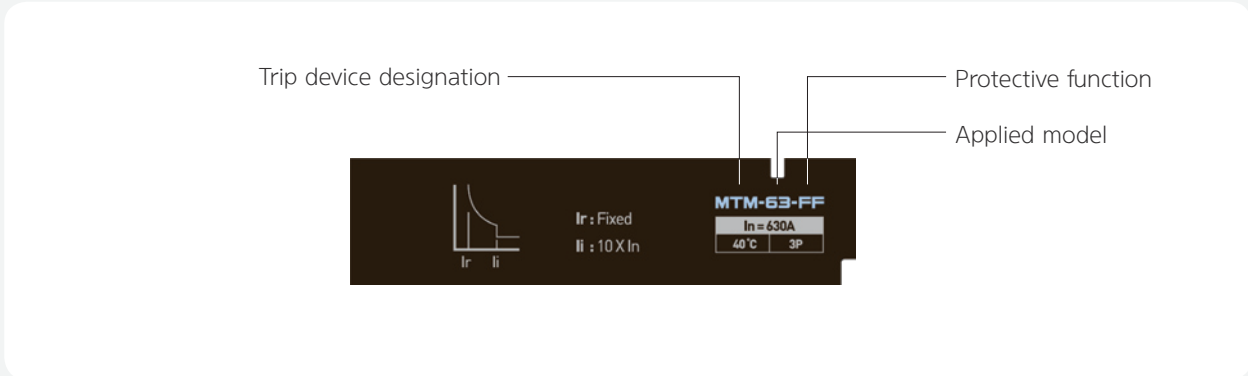 Trip device designation
Protective function
Applied model
MTM-63-FF
Ir : Fixed
In = 630A
Ii : 10 X In
40℃ 3P
Ir Ii